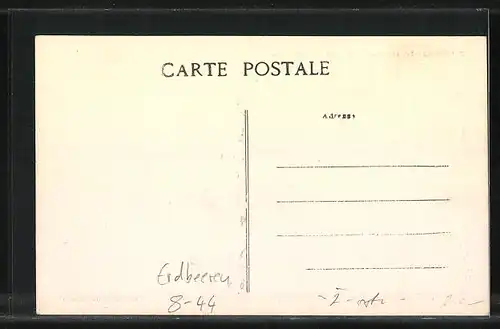 CARTE POSTALE
Adresse
Erdbeeren
8-44